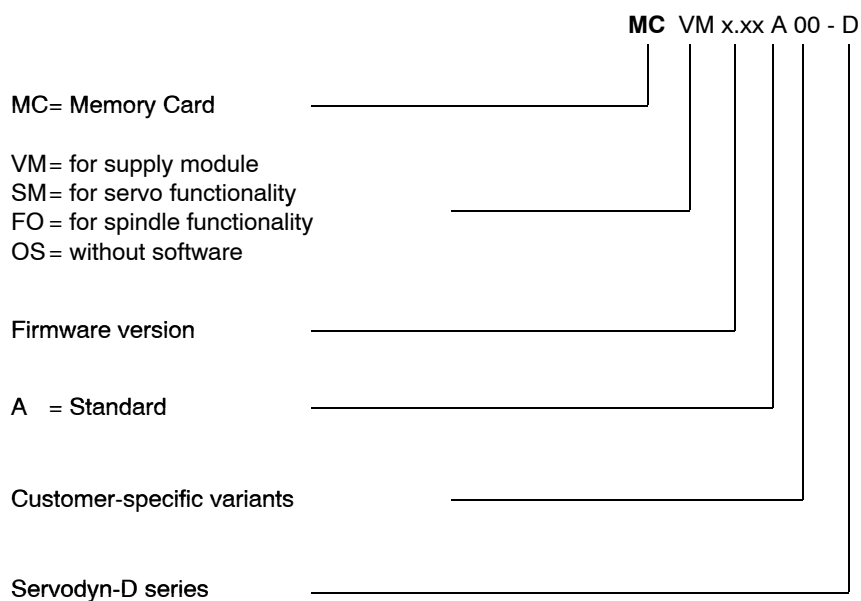 MC VM x.xx A 00 - D
MC= Memory Card
VM= for supply module
SM= for servo functionality
FO = for spindle functionality
OS= without software
Firmware version
A = Standard
Customer-specific variants
Servodyn-D series